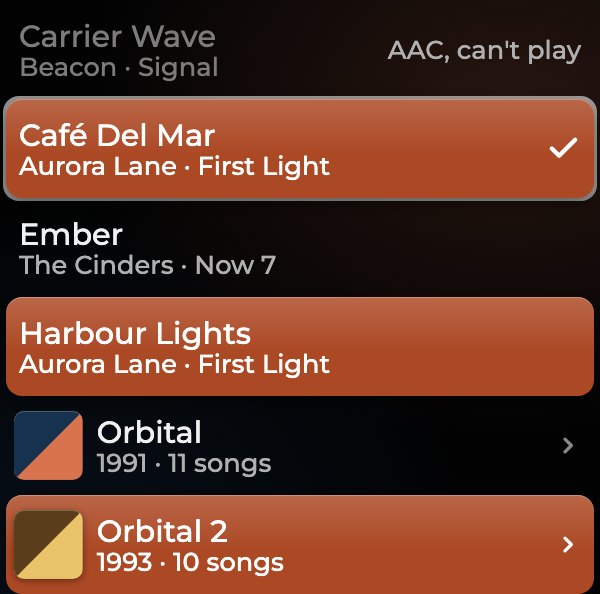 Carrier Wave
Beacon · Signal
AAC, can't play
Café Del Mar
Aurora Lane · First Light
Ember
The Cinders · Now 7
Harbour Lights
Aurora Lane · First Light
Orbital
1991 · 11 songs
Orbital 2
1993 · 10 songs